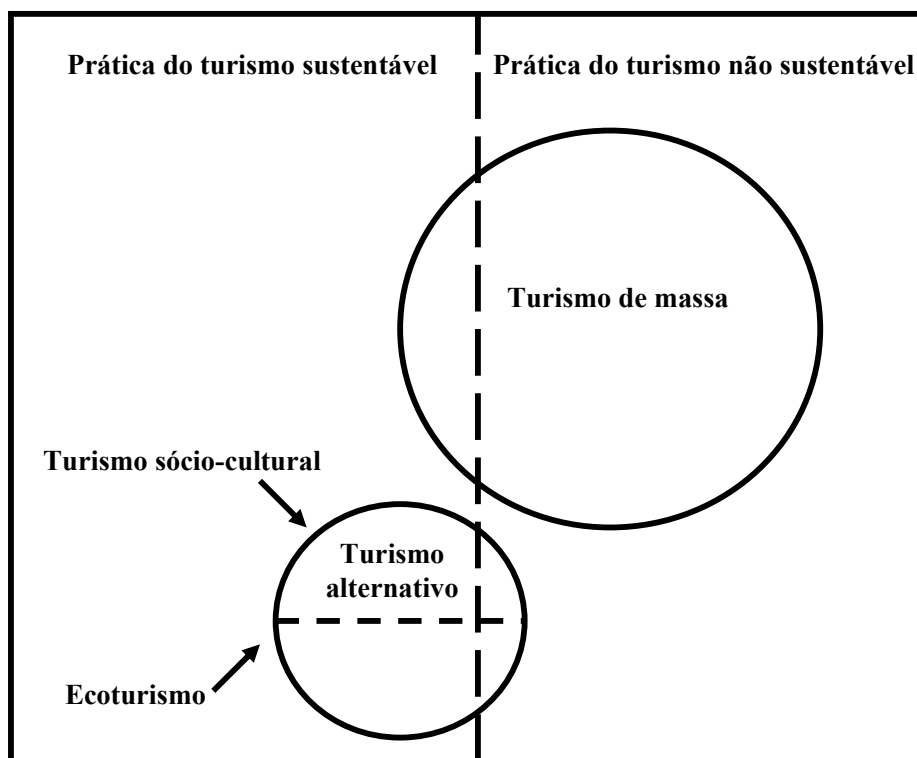 Prática do turismo sustentável
Prática do turismo não sustentável
Turismo de massa
Turismo sócio-cultural
Turismo
alternativo
Ecoturismo